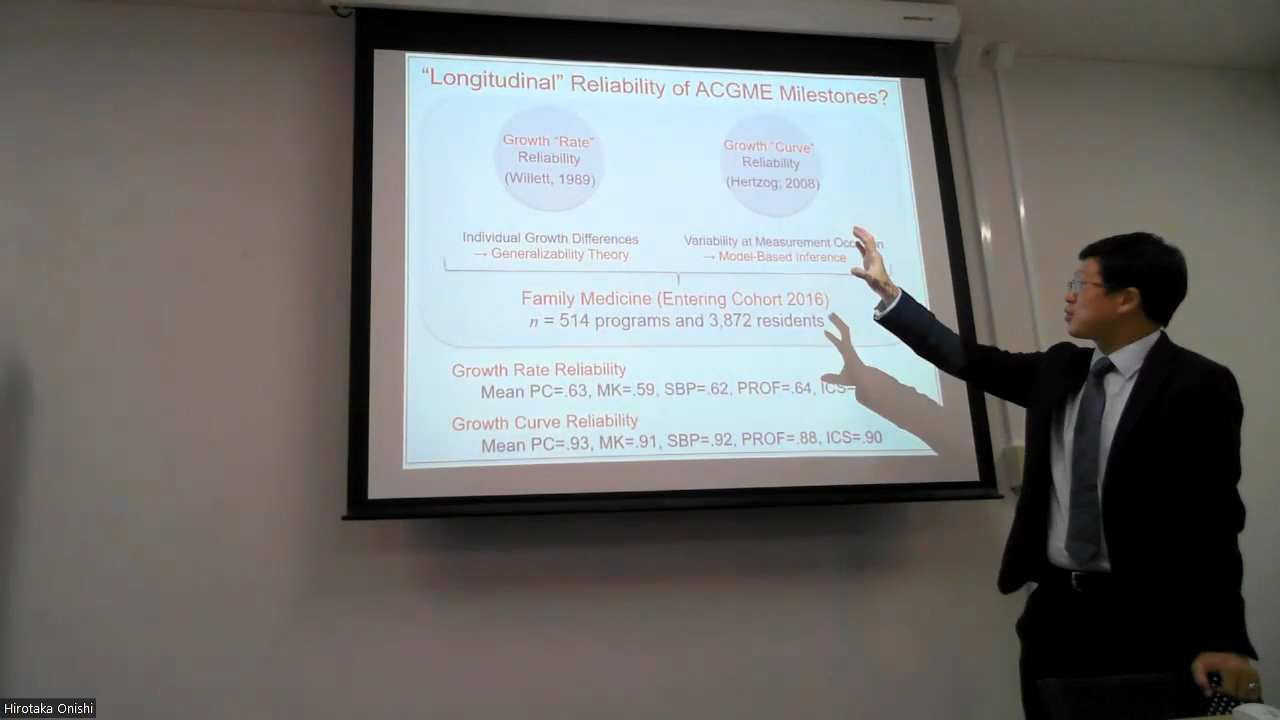 “Longitudinal” Reliability of ACGME Milestones?
Growth “Rate”
Reliability
(Willett, 1989)
Growth “Curve”
Reliability
(Hertzog, 2008)
Individual Growth Differences
→ Generalizability Theory
Variability at Measurement
→ Model-Based Inference
Family Medicine (Entering Cohort 2016)
n = 514 programs and 3,872 residents
Growth Rate Reliability
Mean PC=.63, MK=.59, SBP=.62, PROF=.64, ICS=
Growth Curve Reliability
Mean PC=.93, MK=.91, SBP=.92, PROF=.88, ICS=.90
Hirotaka Onishi